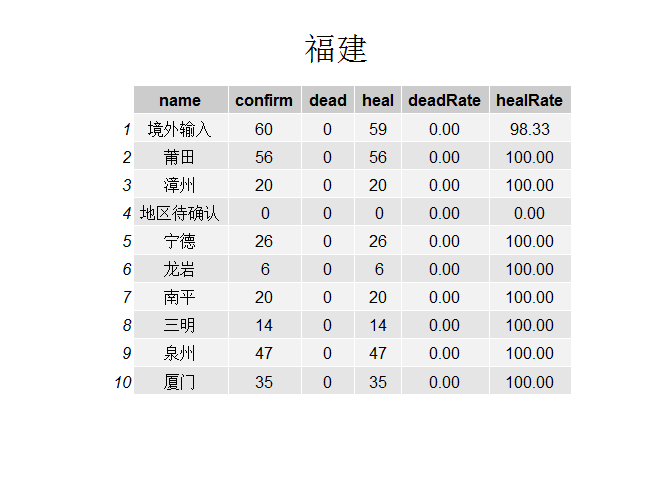 福建
name confirm dead heal deadRate healRate
1 境外输入 60 0 59 0.00 98.33
2 莆田 56 0 56 0.00 100.00
3 漳州 20 0 20 0.00 100.00
4 地区待确认 0 0 0 0.00 0.00
5 宁德 26 0 26 0.00 100.00
6 龙岩 6 0 6 0.00 100.00
7 南平 20 0 20 0.00 100.00
8 三明 14 0 14 0.00 100.00
9 泉州 47 0 47 0.00 100.00
10 厦门 35 0 35 0.00 100.00